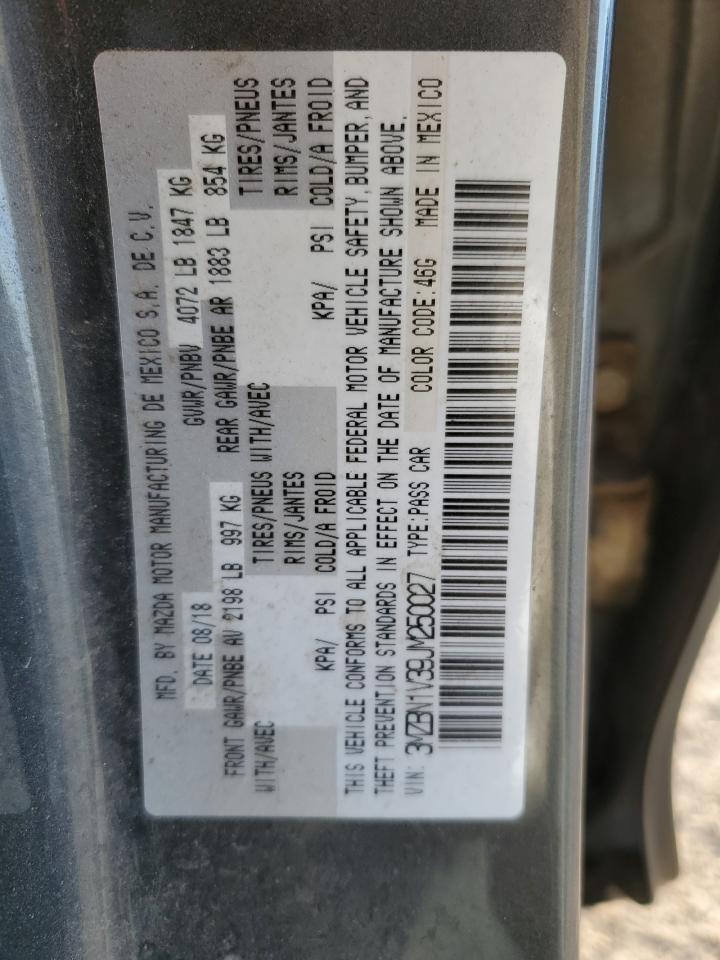 MFD. BY MAZDA MOTOR MANUFACTURING DE MEXICO S.A. DE C.V.
DATE 08/18 GVWR/PNBV 4072 LB 1847 KG
FRONT GAWR/PNBE AV 2198 LB 997 KG REAR GAWR/PNBE AR 1883 LB 854 KG
WITH/AVEC TIRES/PNEUS WITH/AVEC TIRES/PNEUS
RIMS/JANTES RIMS/JANTES
KPA/ PSI COLD/A FROID KPA/ PSI COLD/A FROID
THIS VEHICLE CONFORMS TO ALL APPLICABLE FEDERAL MOTOR VEHICLE SAFETY, BUMPER, AND
THEFT PREVENTION STANDARDS IN EFFECT ON THE DATE OF MANUFACTURE SHOWN ABOVE.
VIN: 3MZBN1V39JM250027 TYPE:PASS CAR COLOR CODE:46G MADE IN MEXICO